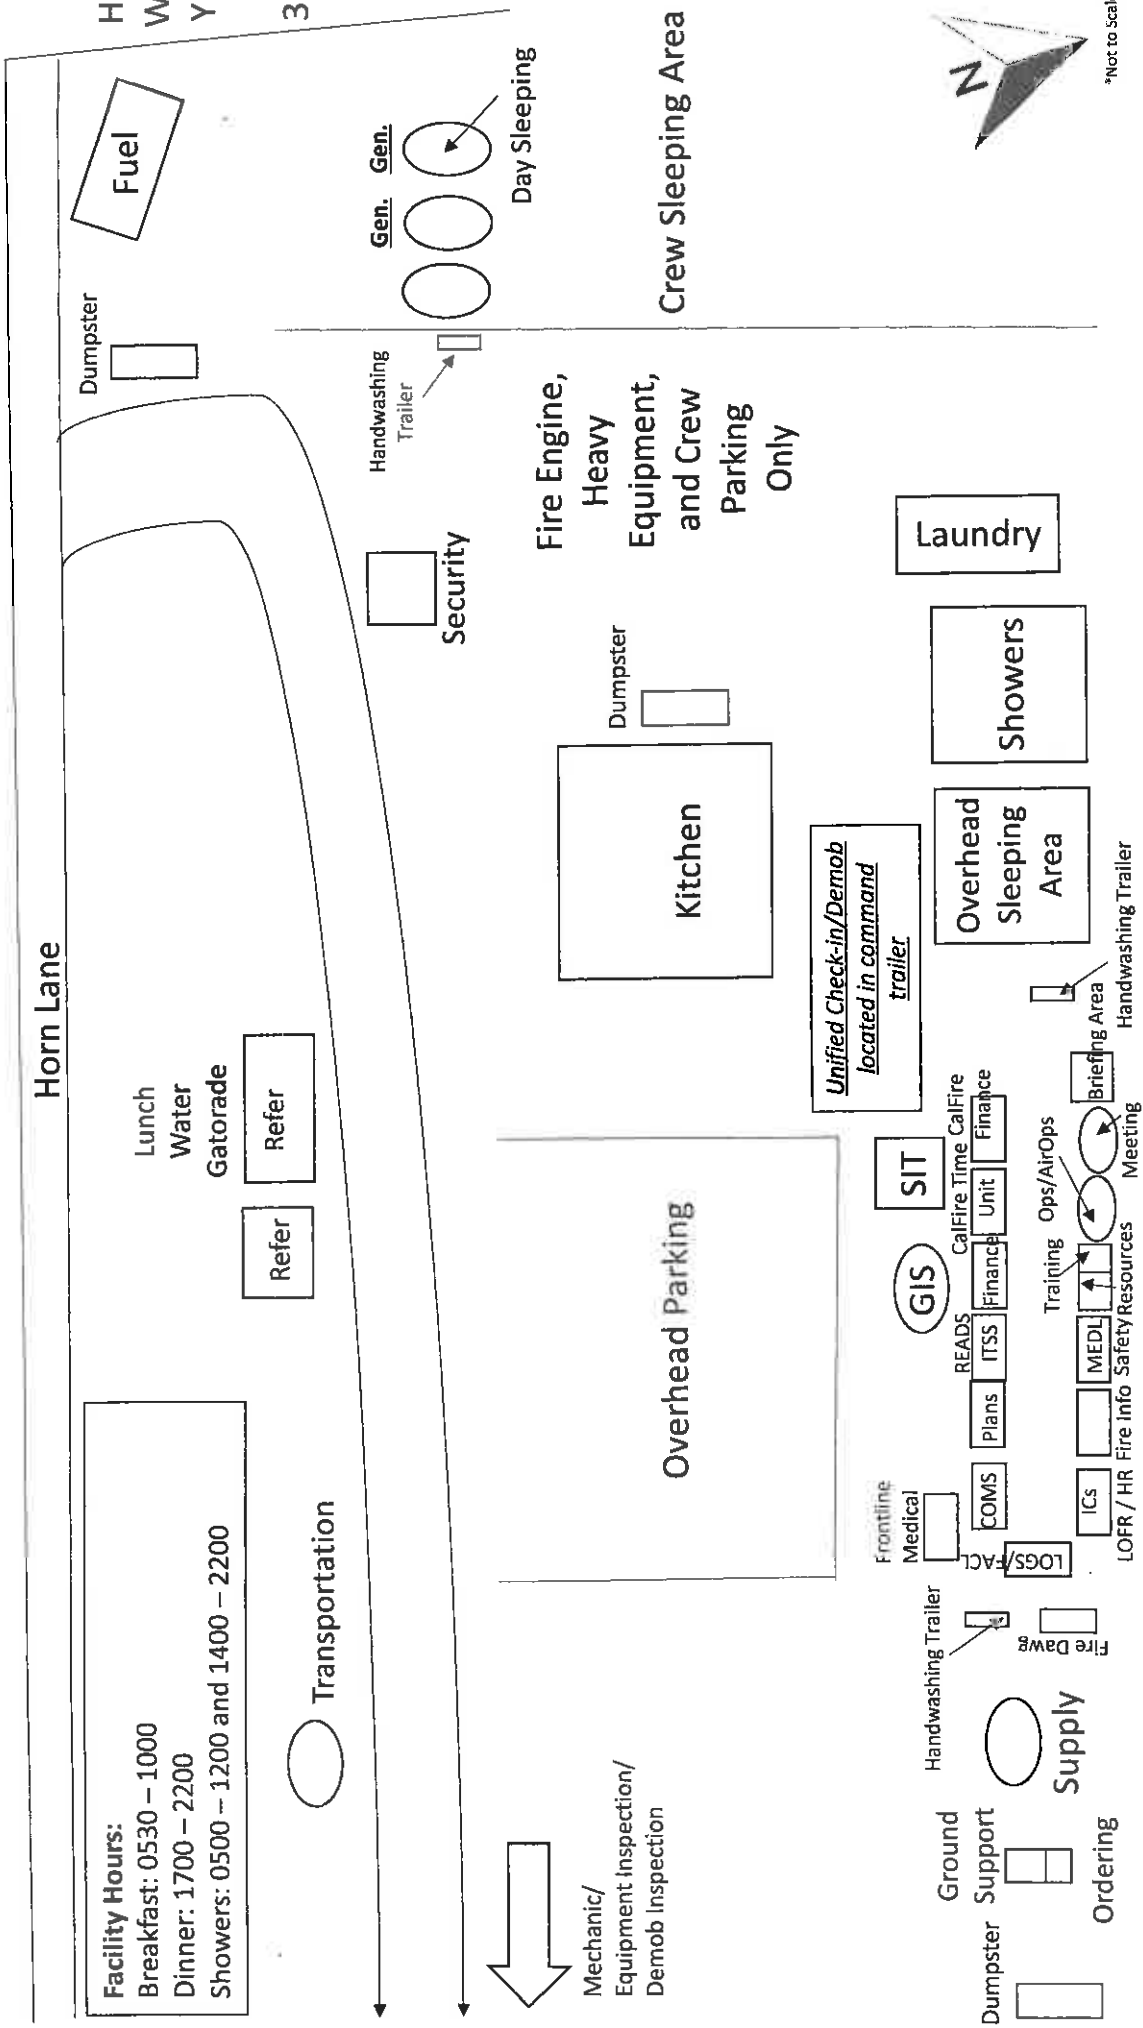 H
W
Y
3
Horn Lane
Fuel
Dumpster
Gen.
Gen.
Day Sleeping
Handwashing
Trailer
Crew Sleeping Area
N
*Not to Scal
Lunch
Water
Gatorade
Refer
Refer
Security
Fire Engine,
Heavy
Equipment,
and Crew
Parking
Only
Facility Hours:
Breakfast: 0530 – 1000
Dinner: 1700 – 2200
Showers: 0500 – 1200 and 1400 – 2200
Transportation
Mechanic/
Equipment Inspection/
Demob Inspection
Overhead Parking
Kitchen
Dumpster
Laundry
Showers
Overhead
Sleeping
Area
Unified Check-in/Demob
located in command
trailer
Handwashing Trailer
SIT
GIS
Frontline
Medical
COMS
Plans
READS
ITSS
Finance
CalFire Time
Unit
CalFire
Finance
LOGS/FACL
ICs
LOFR / HR
Fire Info
MEDL
Safety
Training
Resources
Ops/AirOps
Meeting
Briefing Area
Handwashing Trailer
Fire Dawg
Supply
Ground
Support
Ordering
Dumpster